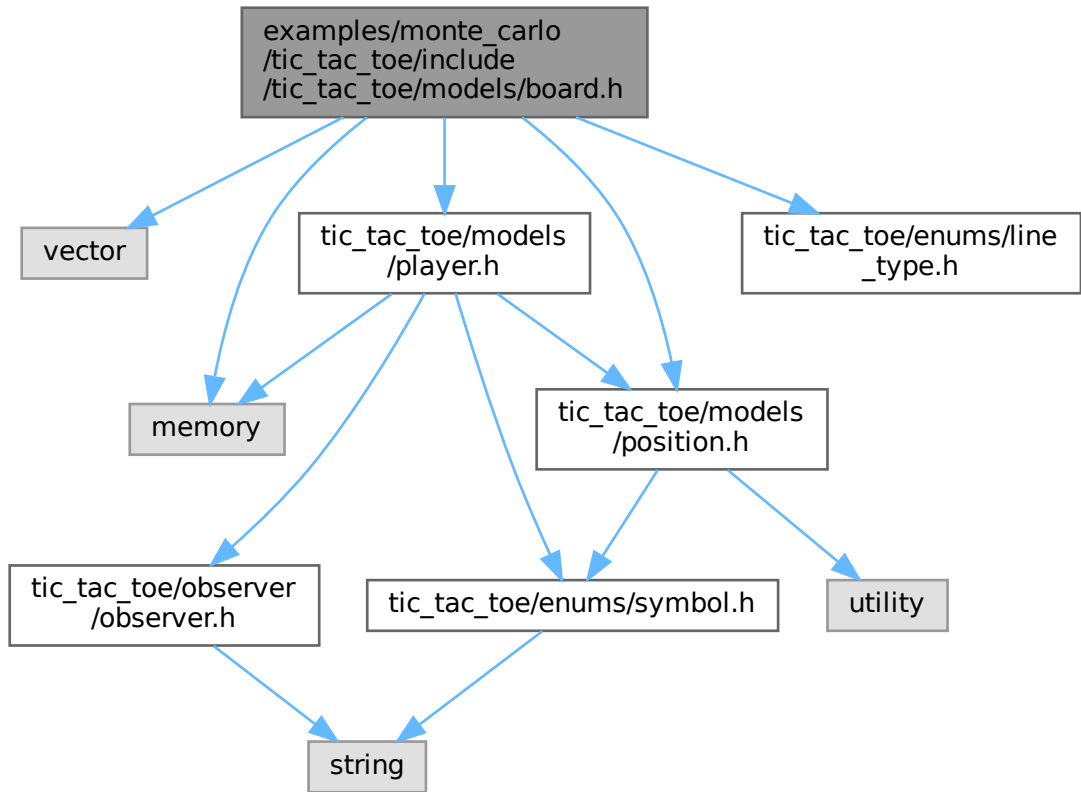 examples/monte_carlo
/tic_tac_toe/include
/tic_tac_toe/models/board.h
vector
tic_tac_toe/models
/player.h
tic_tac_toe/enums/line
_type.h
memory
tic_tac_toe/models
/position.h
tic_tac_toe/observer
/observer.h
tic_tac_toe/enums/symbol.h
utility
string